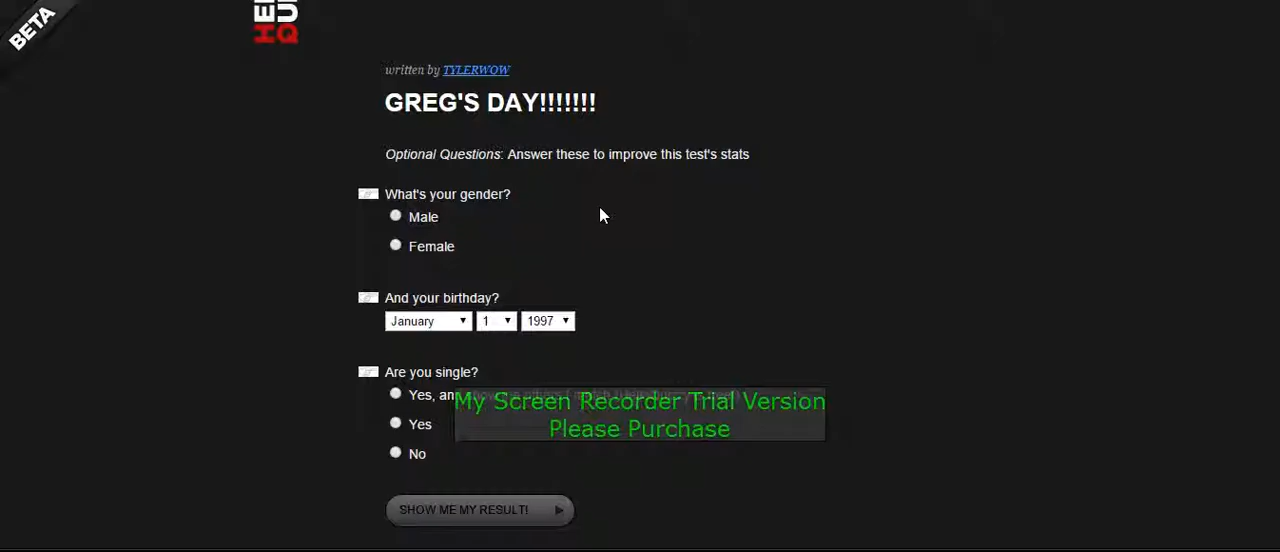 BETA
written by TYLERWOW
GREG'S DAY!!!!!!!
Optional Questions: Answer these to improve this test's stats
What's your gender?
Male
Female
And your birthday?
January 1 1997
Are you single?
Yes,
My Screen Recorder Trial Version
Please Purchase
Yes
No
SHOW ME MY RESULT!